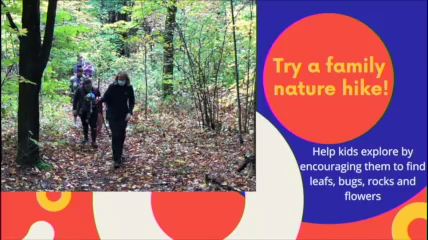 Try a family
nature hike!
Help kids explore by
encouraging them to find
leafs, bugs, rocks and
flowers